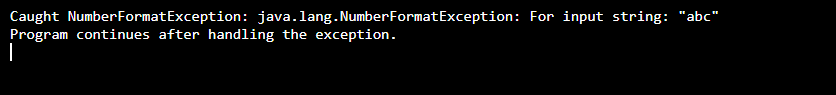 Caught NumberFormatException: java.lang.NumberFormatException: For input string: "abc"
Program continues after handling the exception.